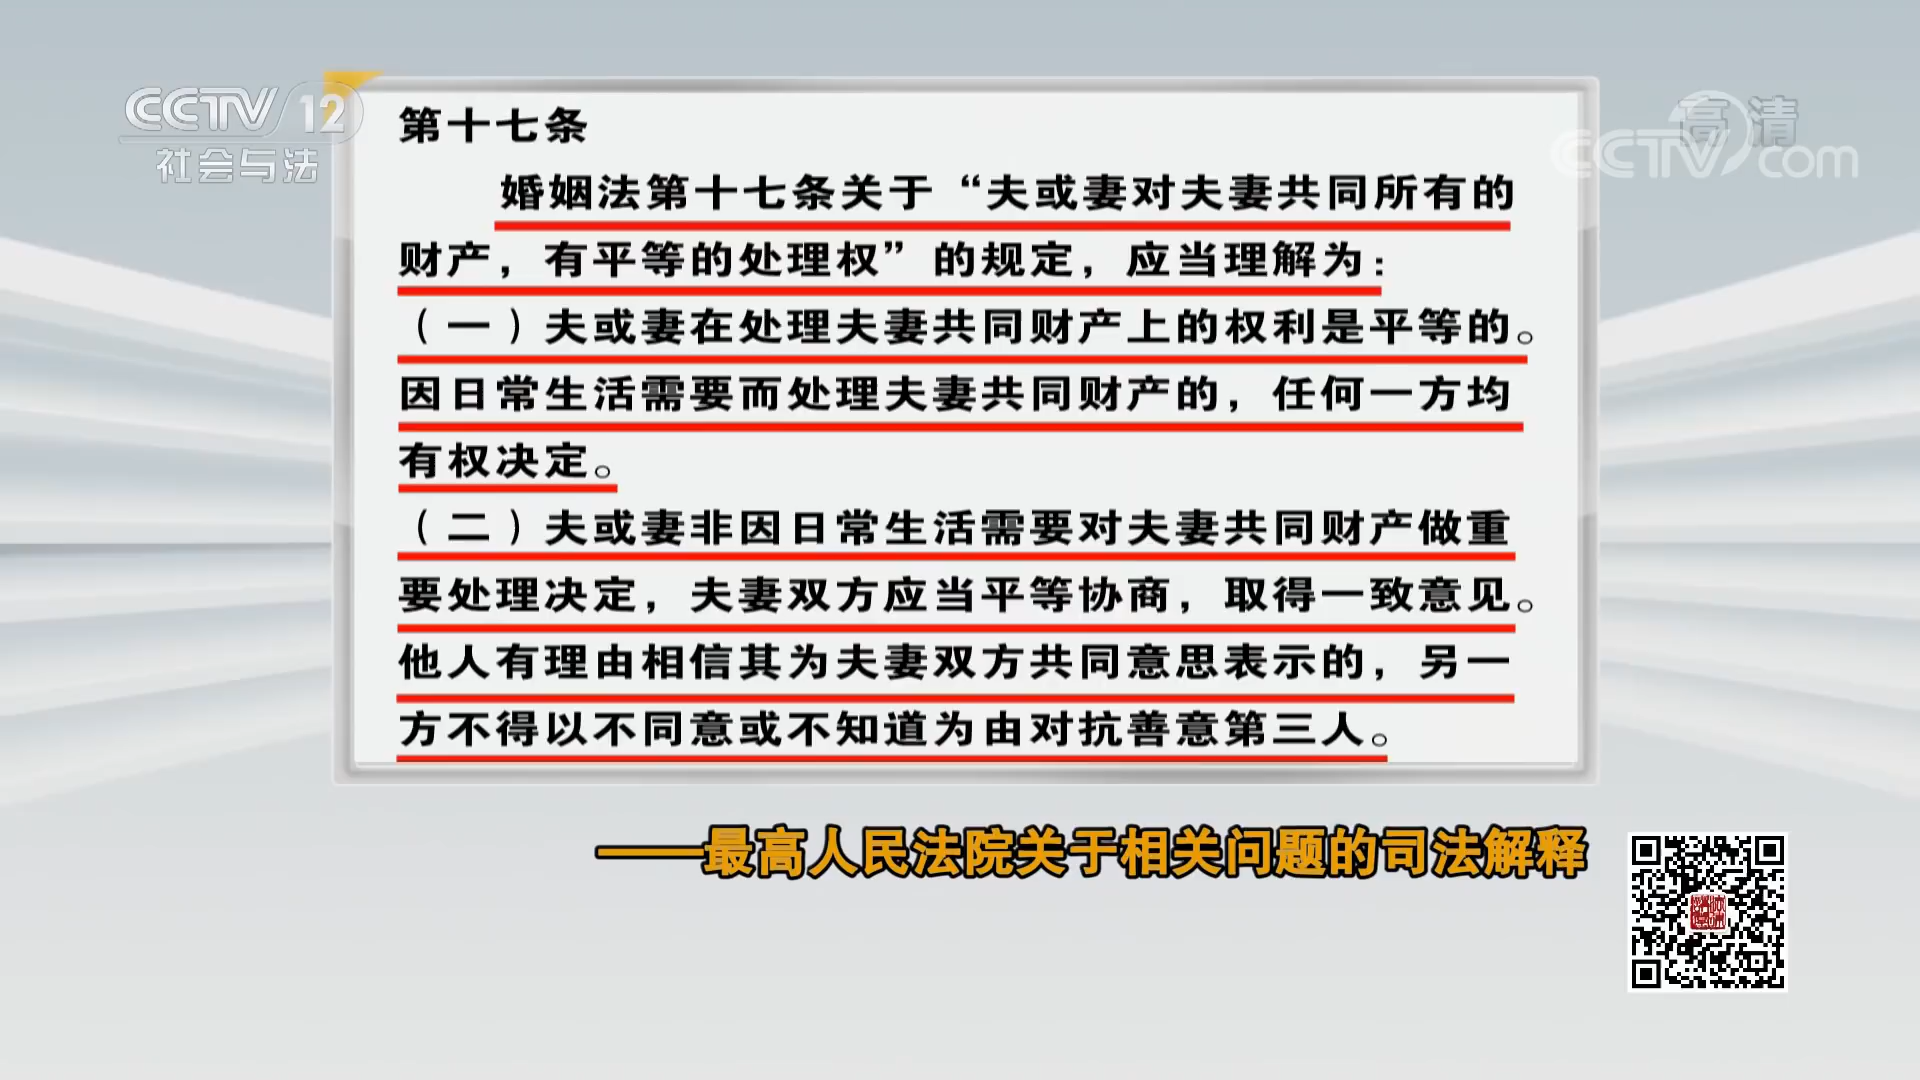 CCTV 12
社会与法
高清
CCTV com
第十七条
婚姻法第十七条关于“夫或妻对夫妻共同所有的
财产，有平等的处理权”的规定，应当理解为：
（一）夫或妻在处理夫妻共同财产上的权利是平等的。
因日常生活需要而处理夫妻共同财产的，任何一方均
有权决定。
（二）夫或妻非因日常生活需要对夫妻共同财产做重
要处理决定，夫妻双方应当平等协商，取得一致意见。
他人有理由相信其为夫妻双方共同意思表示的，另一
方不得以不同意或不知道为由对抗善意第三人。
——最高人民法院关于相关问题的司法解释